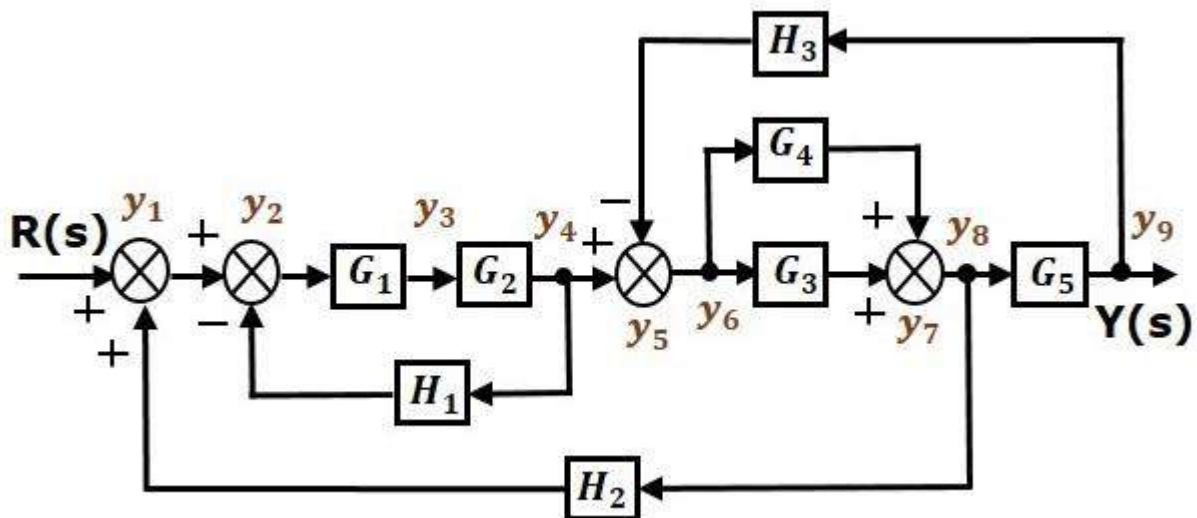 H₃
G₄
y₁
y₂
y₃
y₄
y₈
y₉
R(s)
+
−
+
+
G₁
G₂
G₃
G₅
+
−
y₅
y₆
+
y₇
Y(s)
+
H₁
H₂